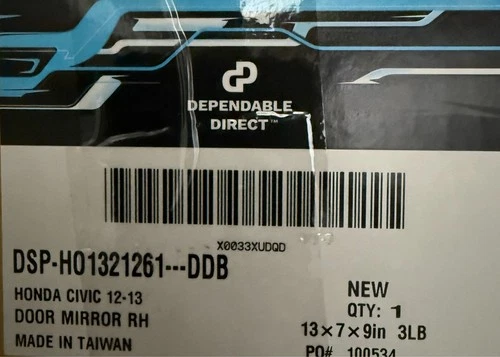 DEPENDABLE
DIRECT™
X0033XUDQD
DSP-HO1321261---DDB
HONDA CIVIC 12-13
DOOR MIRROR RH
MADE IN TAIWAN
NEW
QTY: 1
13×7×9in 3LB
PO# 100534